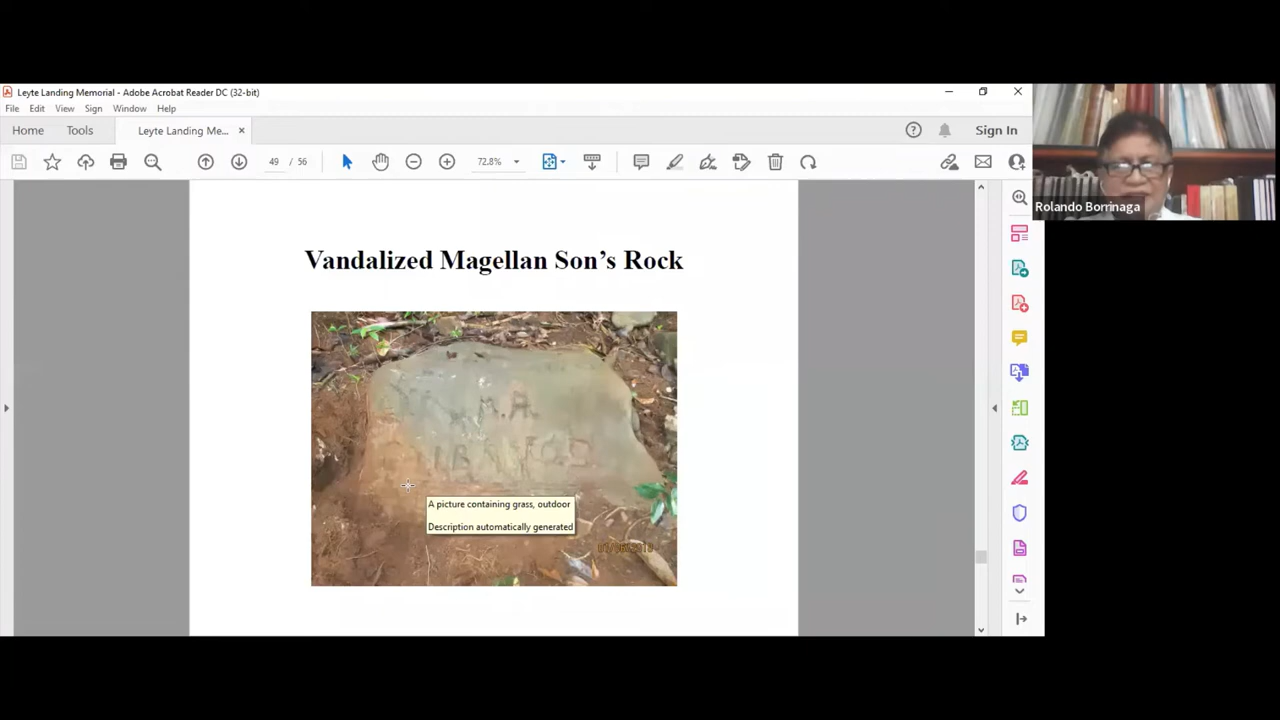 Leyte Landing Memorial - Adobe Acrobat Reader DC (32-bit)
File Edit View Sign Window Help
Home Tools Leyte Landing Me... Sign In
49 / 56 72.8%
Rolando Borrinaga
Vandalized Magellan Son’s Rock
A picture containing grass, outdoor
Description automatically generated